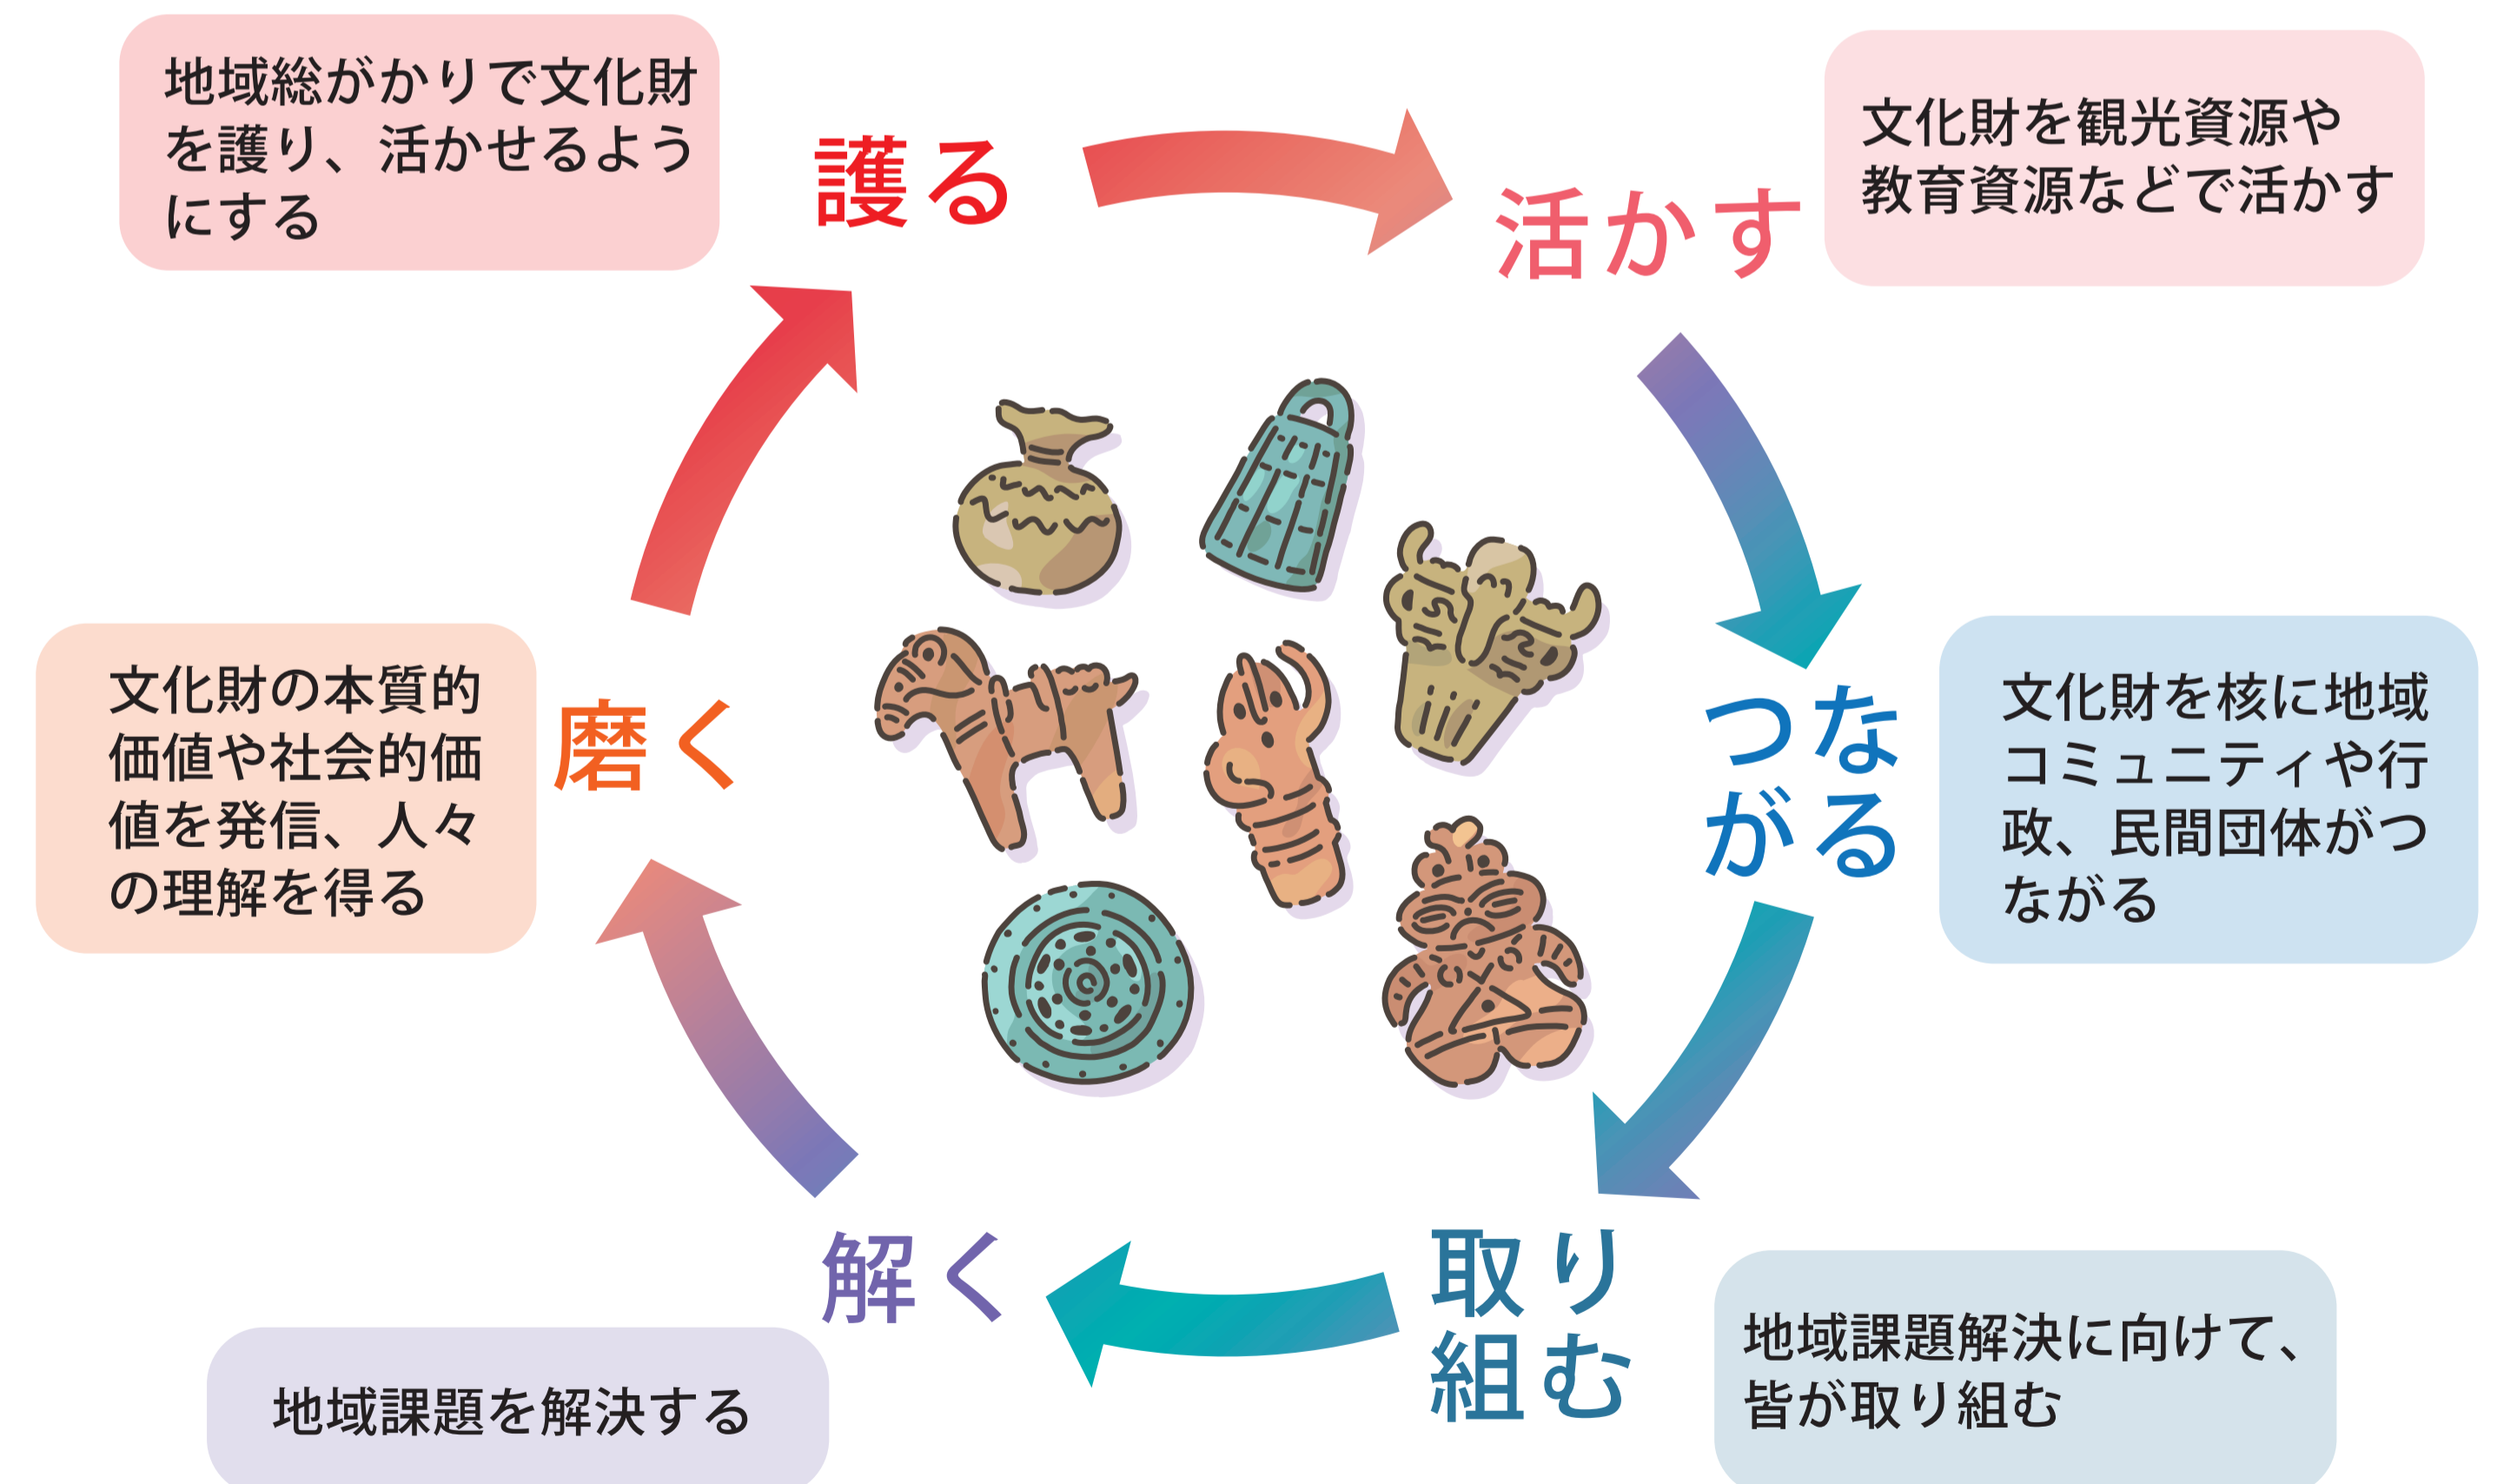 地域総がかりで文化財
を護り、活かせるよう
にする
護る
活かす
文化財を観光資源や
教育資源などで活かす
つな
がる
文化財を核に地域
コミュニティや行
政、民間団体がつ
ながる
取り
組む
地域課題解決に向けて、
皆が取り組む
解く
地域課題を解決する
磨く
文化財の本質的
価値や社会的価
値を発信、人々
の理解を得る